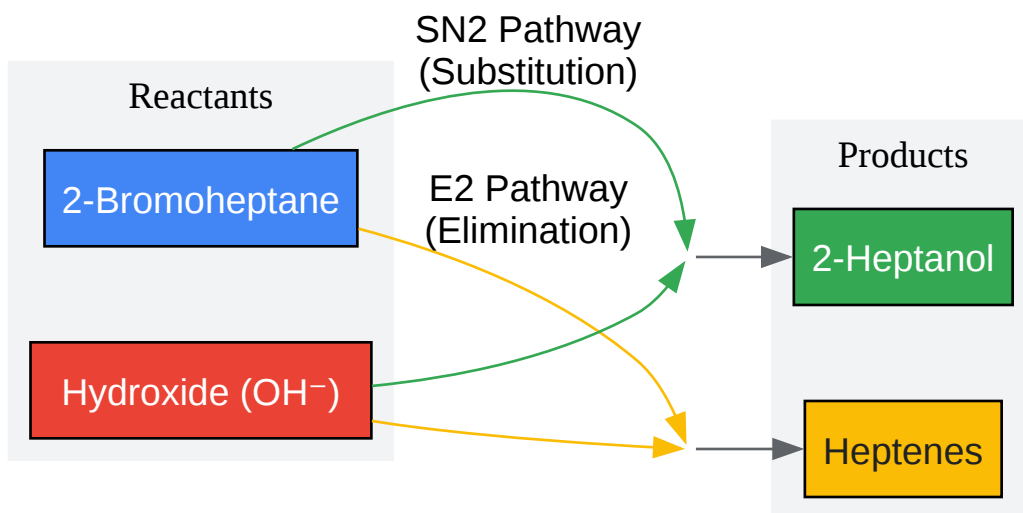 SN2 Pathway
(Substitution)
Reactants
2-Bromoheptane
E2 Pathway
(Elimination)
Hydroxide (OH⁻)
Products
2-Heptanol
Heptenes